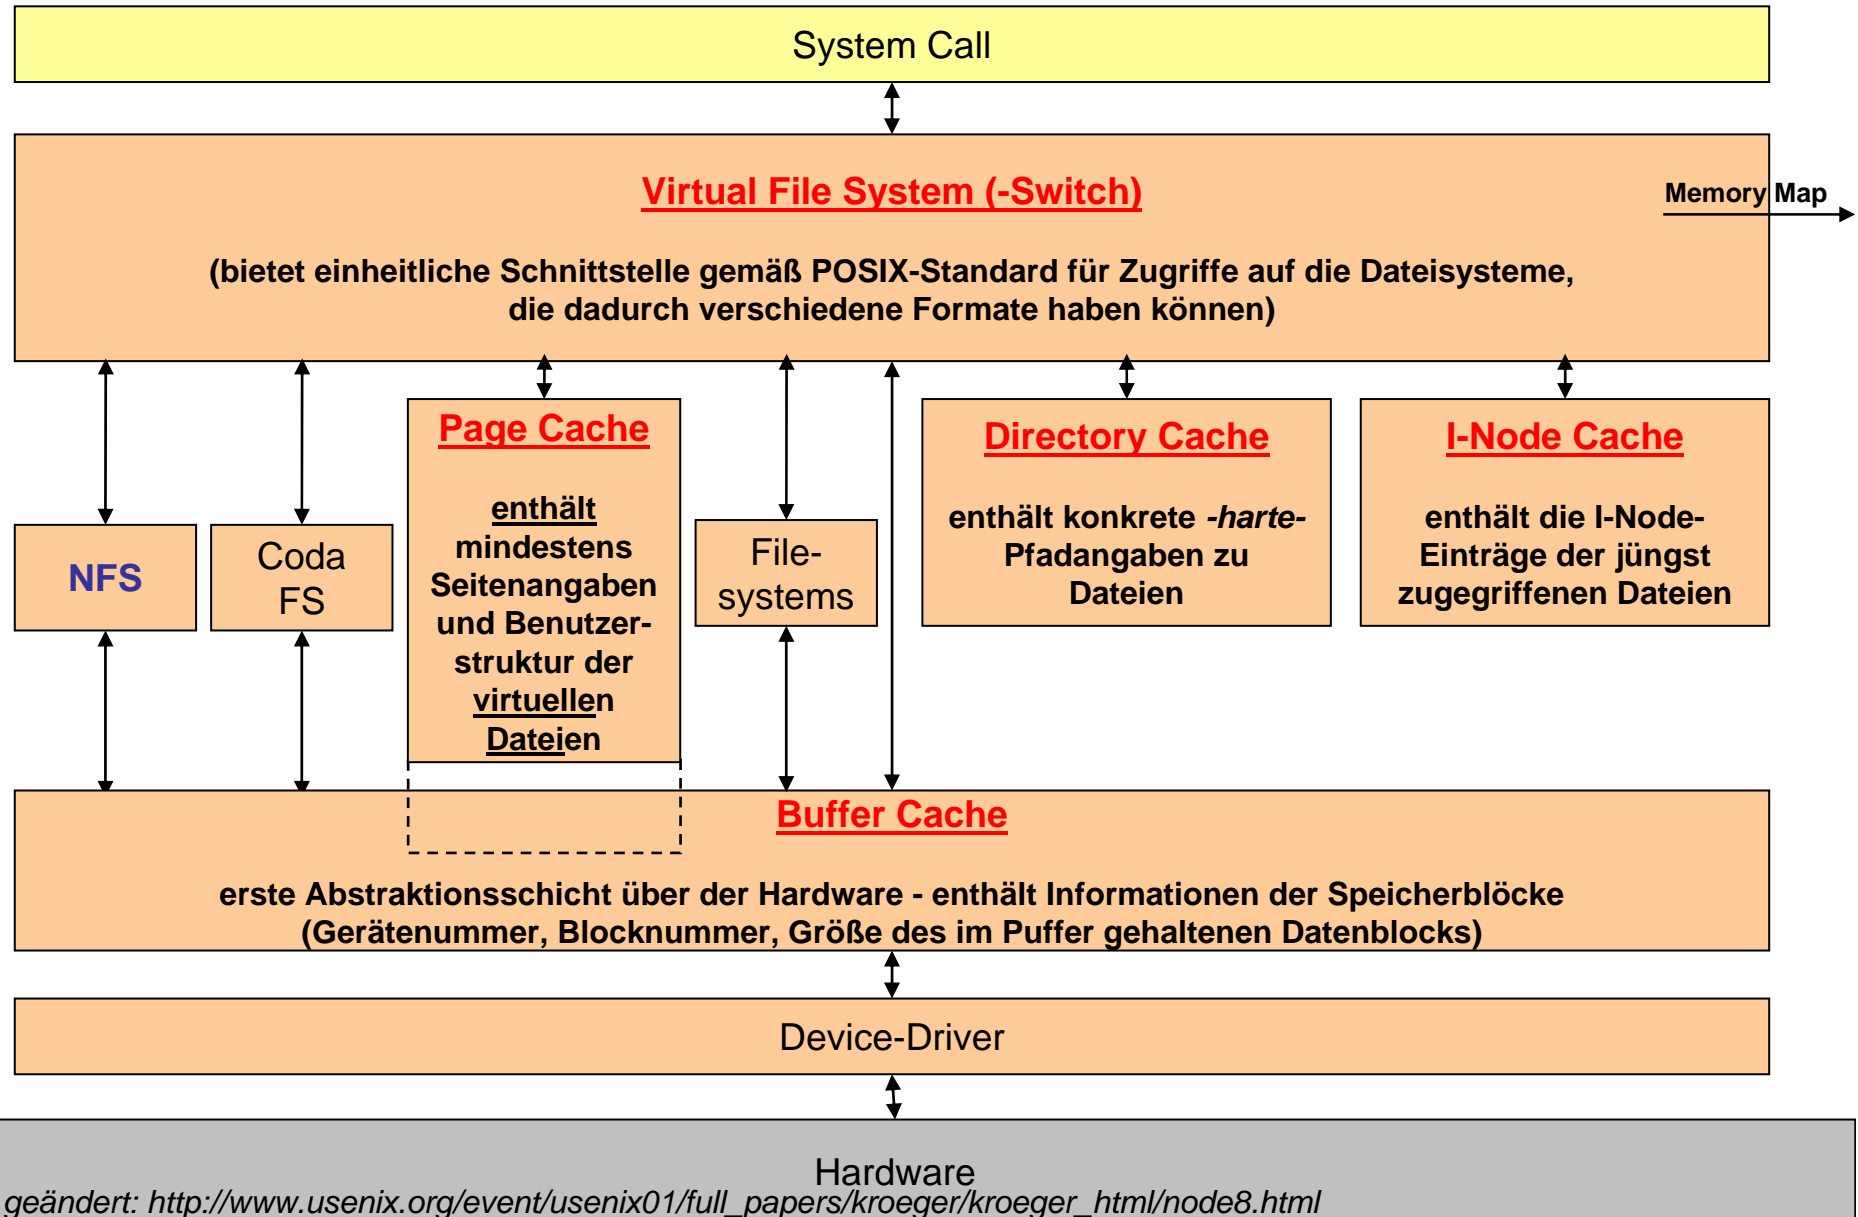 System Call
Virtual File System (-Switch)
Memory Map
(bietet einheitliche Schnittstelle gemäß POSIX-Standard für Zugriffe auf die Dateisysteme,
die dadurch verschiedene Formate haben können)
NFS
Coda
FS
Page Cache
enthält
mindestens
Seitenangaben
und Benutzer-
struktur der
virtuellen
Dateien
File-
systems
Directory Cache
enthält konkrete -harte-
Pfadangaben zu
Dateien
I-Node Cache
enthält die I-Node-
Einträge der jüngst
zugegriffenen Dateien
Buffer Cache
erste Abstraktionsschicht über der Hardware - enthält Informationen der Speicherblöcke
(Gerätenummer, Blocknummer, Größe des im Puffer gehaltenen Datenblocks)
Device-Driver
Hardware
geändert: http://www.usenix.org/event/usenix01/full_papers/kroeger/kroeger_html/node8.html